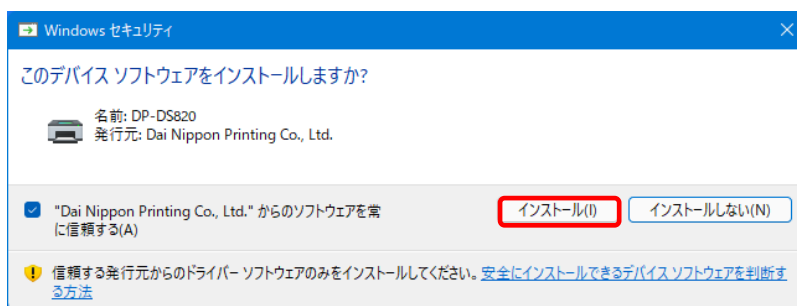 Windows セキュリティ
このデバイス ソフトウェアをインストールしますか?
名前: DP-DS820
発行元: Dai Nippon Printing Co., Ltd.
"Dai Nippon Printing Co., Ltd." からのソフトウェアを常
に信頼する(A)
インストール(I)
インストールしない(N)
信頼する発行元からのドライバー ソフトウェアのみをインストールしてください。安全にインストールできるデバイス ソフトウェアを判断す
る方法